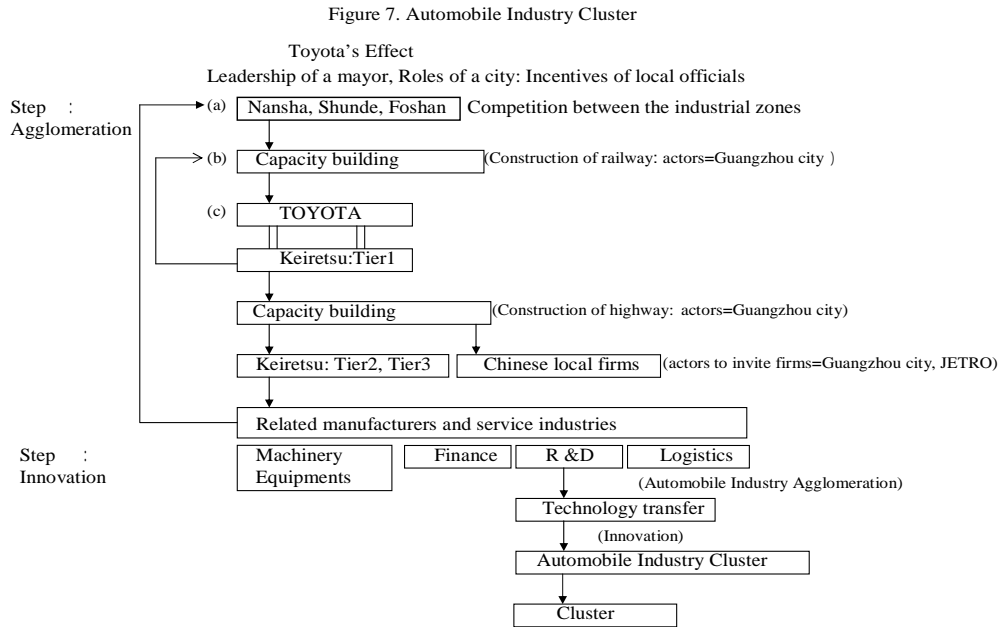 Figure 7. Automobile Industry Cluster
Toyota's Effect
Leadership of a mayor, Roles of a city: Incentives of local officials
Step :
Agglomeration
(a) Nansha, Shunde, Foshan Competition between the industrial zones
(b) Capacity building (Construction of railway: actors=Guangzhou city )
(c) TOYOTA
Keiretsu:Tier1
Capacity building (Construction of highway: actors=Guangzhou city)
Keiretsu: Tier2, Tier3 Chinese local firms (actors to invite firms=Guangzhou city, JETRO)
Related manufacturers and service industries
Step :
Innovation
Machinery
Equipments
Finance R &D Logistics
(Automobile Industry Agglomeration)
Technology transfer
(Innovation)
Automobile Industry Cluster
Cluster